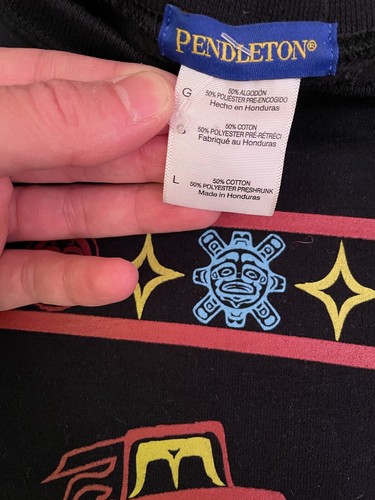 PENDLETON®
G
50% ALGODÓN
50% POLIÉSTER PRE-ENCOGIDO
Hecho en Honduras
G
50% COTON
50% POLYESTER PRÉ-RÉTRÉCI
Fabriqué au Honduras
L
50% COTTON
50% POLYESTER PRESHRUNK
Made in Honduras